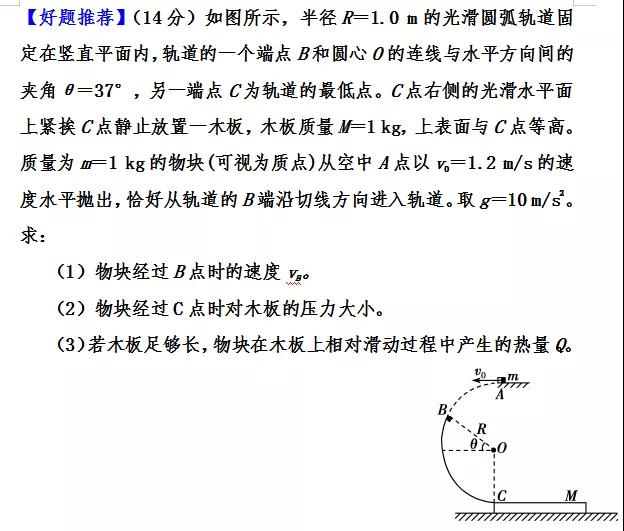 【好题推荐】(14分)如图所示，半径R=1.0 m的光滑圆弧轨道固
定在竖直平面内，轨道的一个端点B和圆心O的连线与水平方向间的
夹角θ=37°，另一端点C为轨道的最低点。C点右侧的光滑水平面
上紧挨C点静止放置一木板，木板质量M=1 kg，上表面与C点等高。
质量为m=1 kg的物块(可视为质点)从空中A点以v₀=1.2 m/s的速
度水平抛出，恰好从轨道的B端沿切线方向进入轨道。取g=10 m/s²。
求：
(1) 物块经过B点时的速度 v_B。
(2) 物块经过C点时对木板的压力大小。
(3)若木板足够长，物块在木板上相对滑动过程中产生的热量Q。
v₀ m
A
B
R
θ O
C M